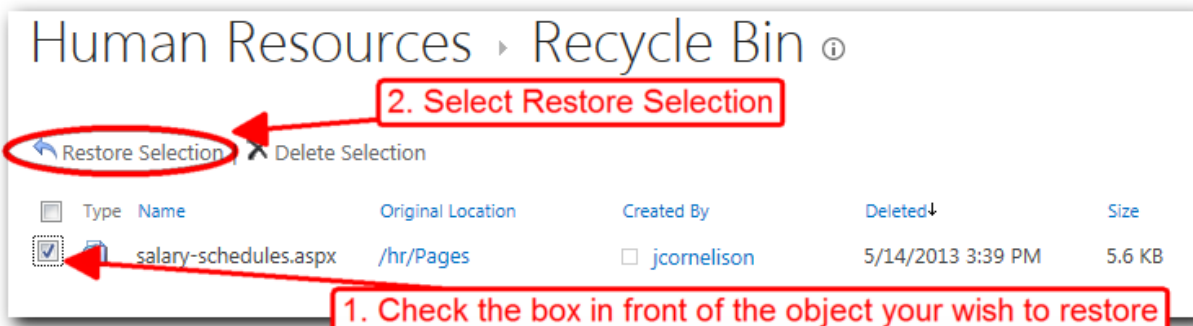 Human Resources › Recycle Bin
2. Select Restore Selection
Restore Selection | Delete Selection
Type Name Original Location Created By Deleted↓ Size
salary-schedules.aspx /hr/Pages jcornelison 5/14/2013 3:39 PM 5.6 KB
1. Check the box in front of the object your wish to restore